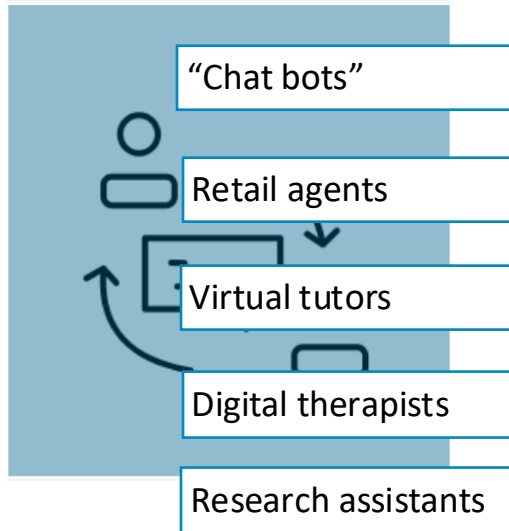 “Chat bots”
Retail agents
Virtual tutors
Digital therapists
Research assistants